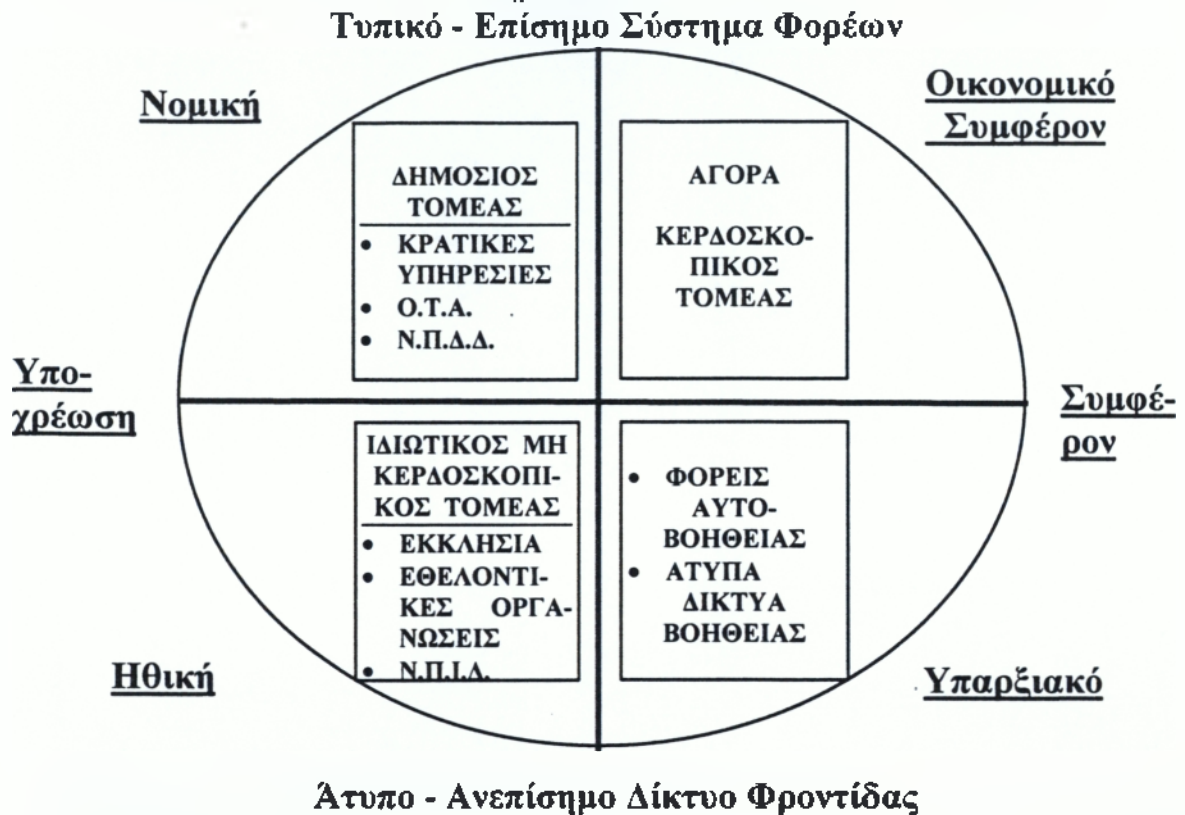 Τυπικό - Επίσημο Σύστημα Φορέων
Νομική
Οικονομικό
Συμφέρον
ΔΗΜΟΣΙΟΣ
ΤΟΜΕΑΣ
• ΚΡΑΤΙΚΕΣ
ΥΠΗΡΕΣΙΕΣ
• Ο.Τ.Α.
• Ν.Π.Δ.Δ.
ΑΓΟΡΑ
ΚΕΡΔΟΣΚΟ-
ΠΙΚΟΣ
ΤΟΜΕΑΣ
Υπο-
χρέωση
Συμφέ-
ρον
ΙΔΙΩΤΙΚΟΣ ΜΗ
ΚΕΡΔΟΣΚΟΠΙ-
ΚΟΣ ΤΟΜΕΑΣ
• ΕΚΚΛΗΣΙΑ
• ΕΘΕΛΟΝΤΙ-
ΚΕΣ ΟΡΓΑ-
ΝΩΣΕΙΣ
• Ν.Π.Ι.Δ.
• ΦΟΡΕΙΣ
ΑΥΤΟ-
ΒΟΗΘΕΙΑΣ
• ΑΤΥΠΑ
ΔΙΚΤΥΑ
ΒΟΗΘΕΙΑΣ
Ηθική
Υπαρξιακό
Άτυπο - Ανεπίσημο Δίκτυο Φροντίδας